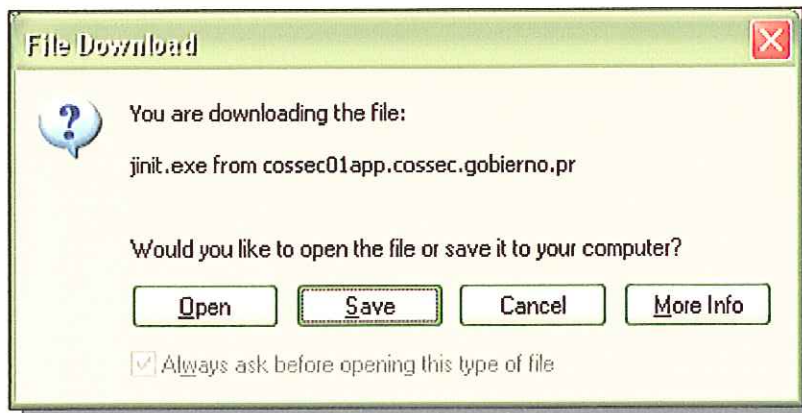 File Download
You are downloading the file:
jinit.exe from cossec01app.cossec.gobierno.pr
Would you like to open the file or save it to your computer?
Open Save Cancel More Info
Always ask before opening this type of file